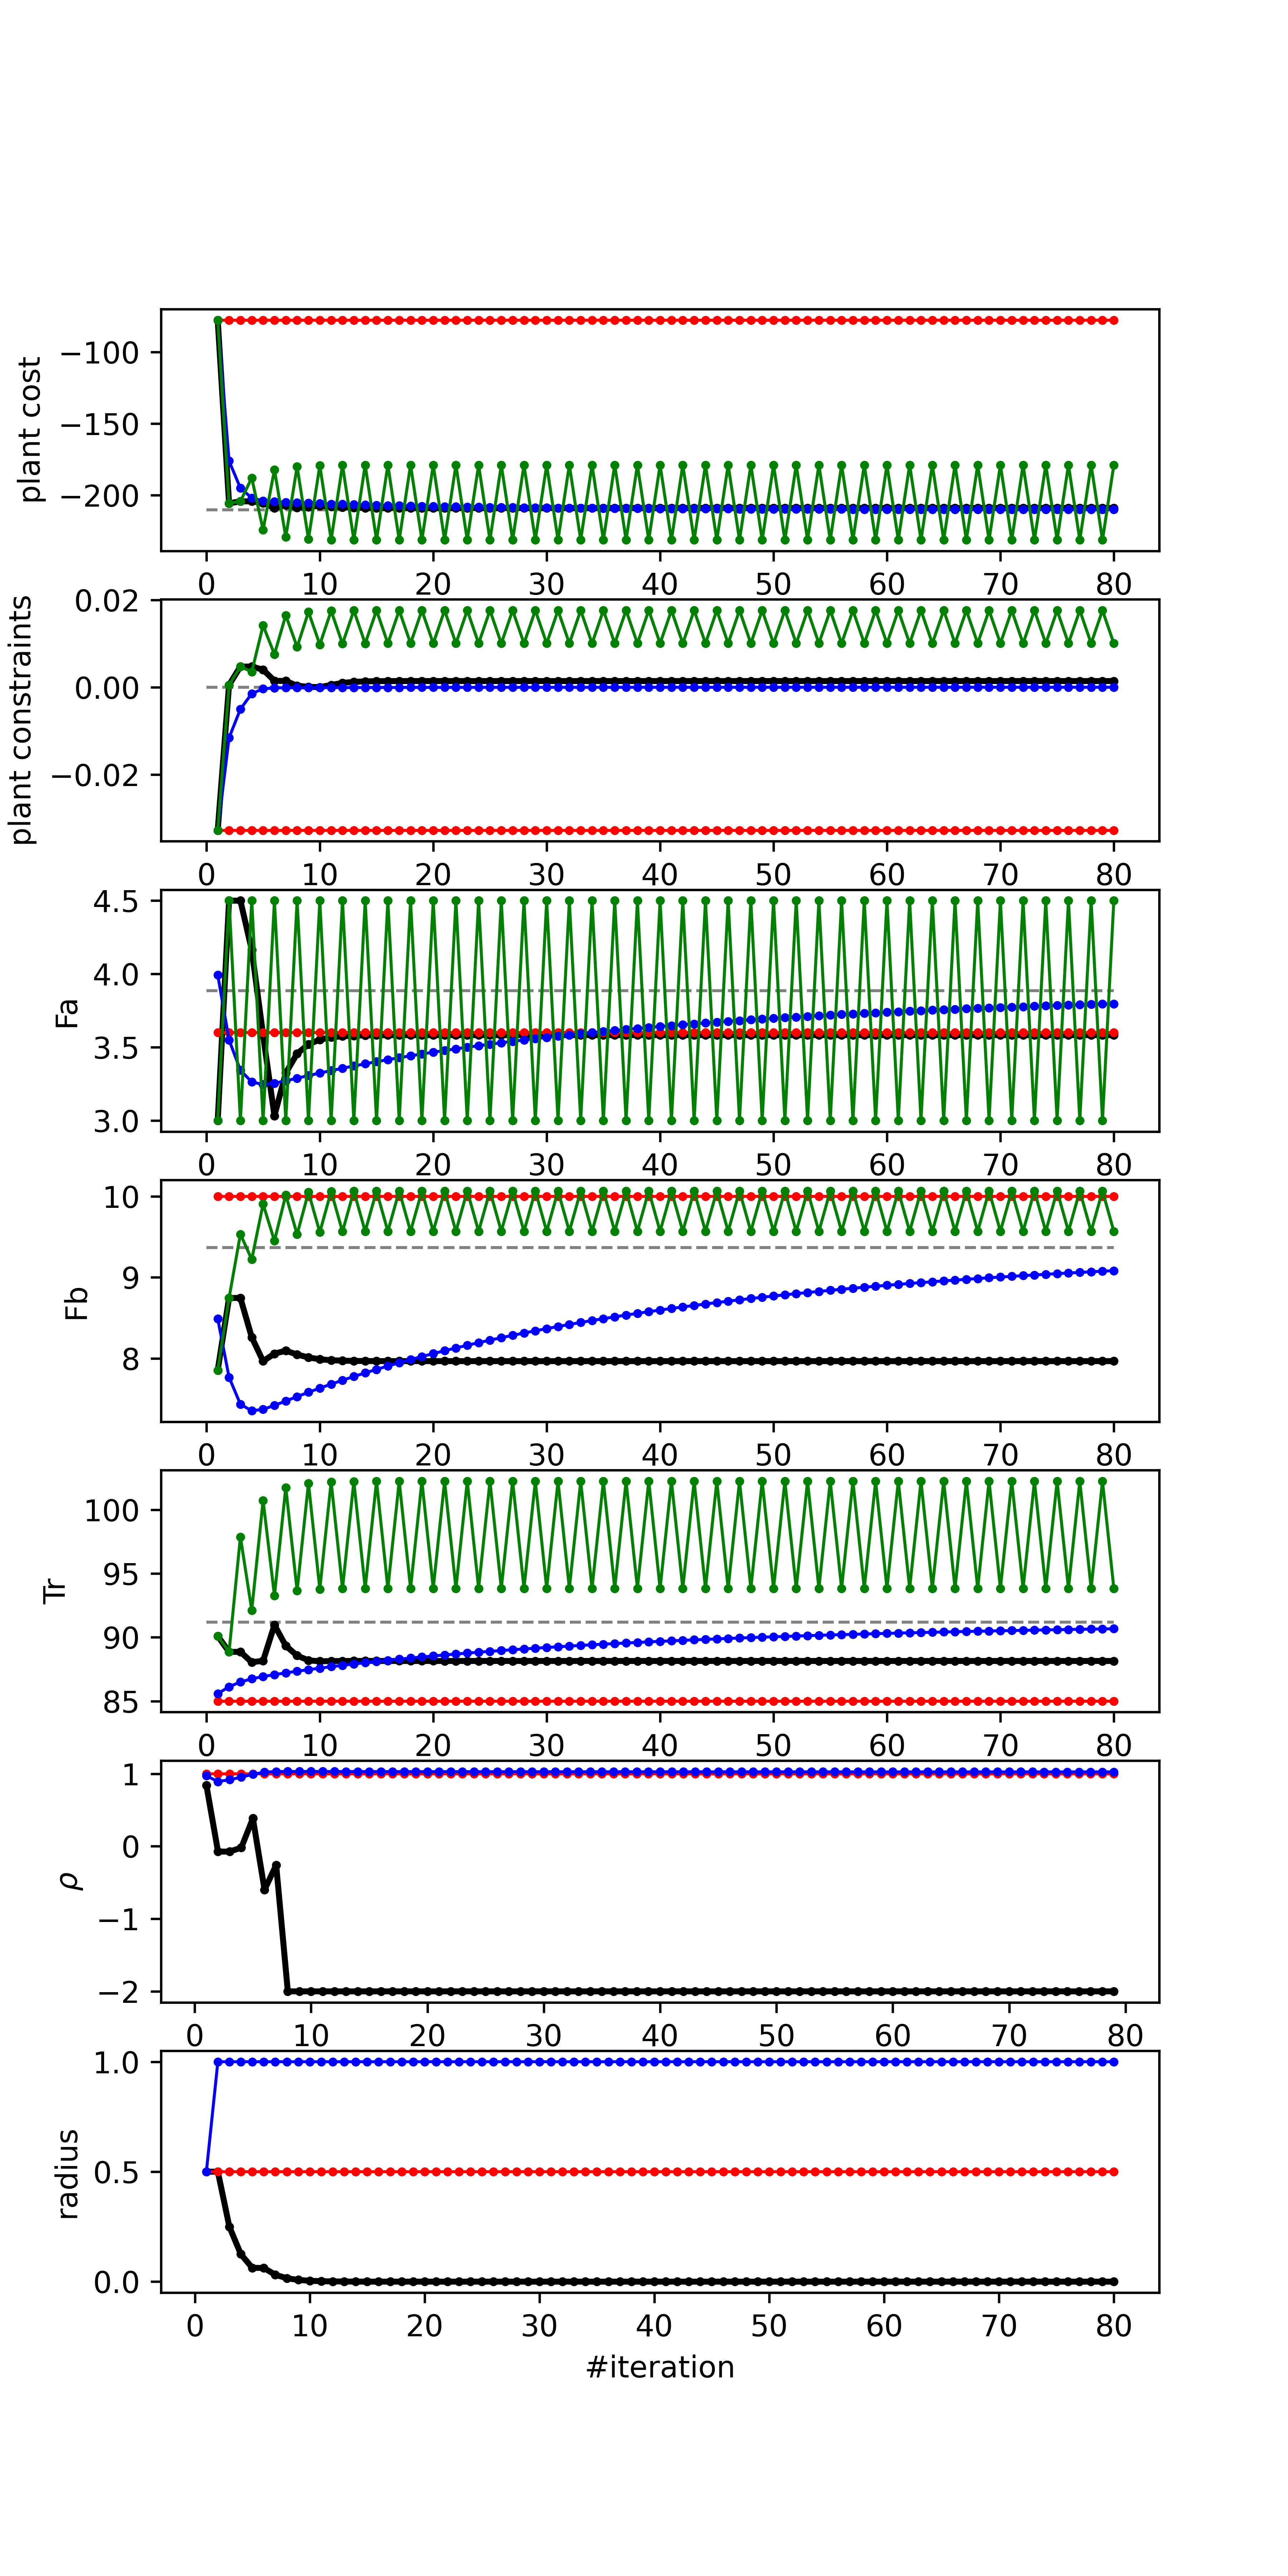 plant cost
−100
−150
−200
0 10 20 30 40 50 60 70 80
plant constraints
0.02
0.00
−0.02
0 10 20 30 40 50 60 70 80
Fa
4.5
4.0
3.5
3.0
0 10 20 30 40 50 60 70 80
Fb
10
9
8
0 10 20 30 40 50 60 70 80
Tr
100
95
90
85
0 10 20 30 40 50 60 70 80
ρ
1
0
−1
−2
0 10 20 30 40 50 60 70 80
radius
1.0
0.5
0.0
0 10 20 30 40 50 60 70 80
#iteration